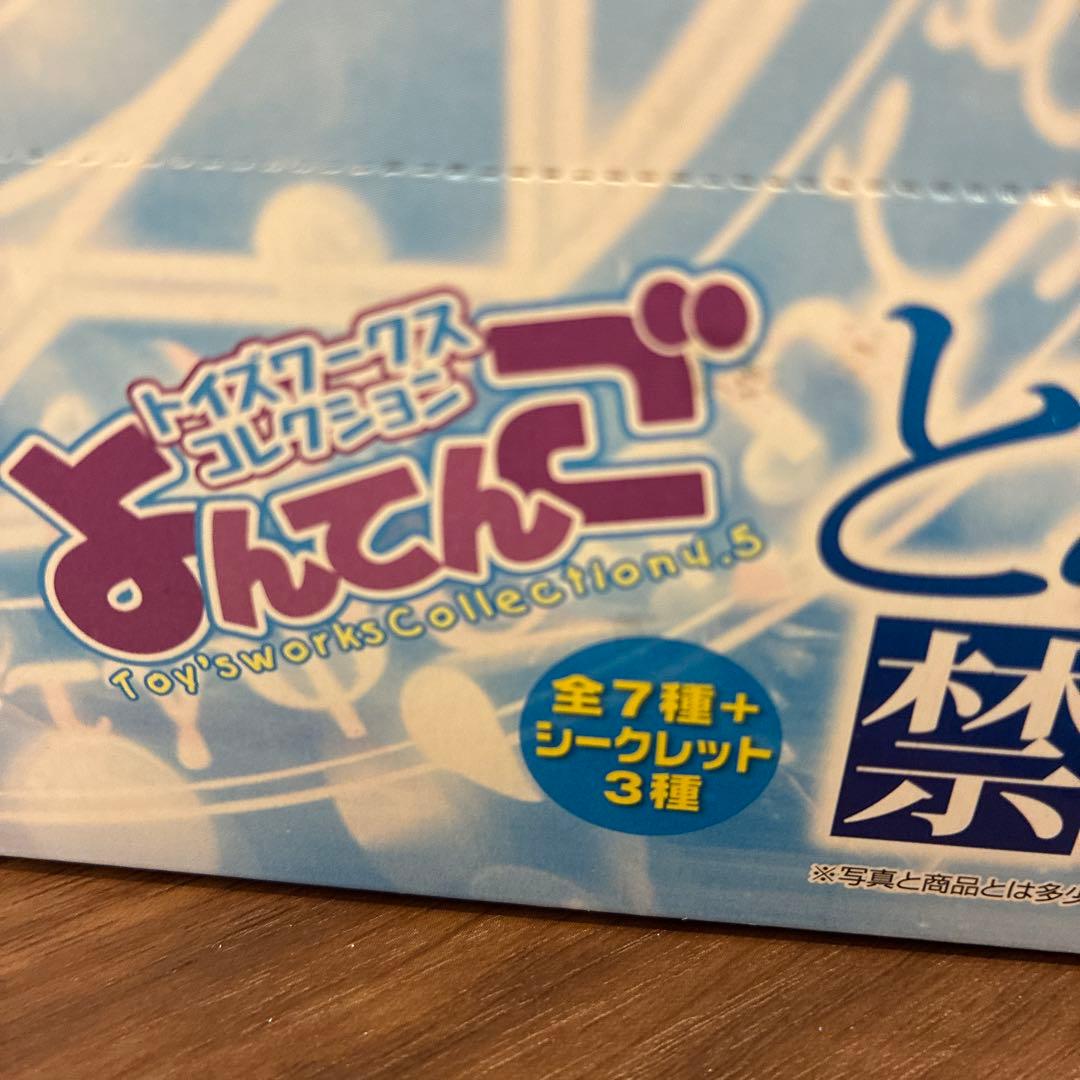 トイズワークス
コレクション
よんてんご
Toy'sworksCollection4.5
全7種+
シークレット
3種
と
禁
※写真と商品とは多少